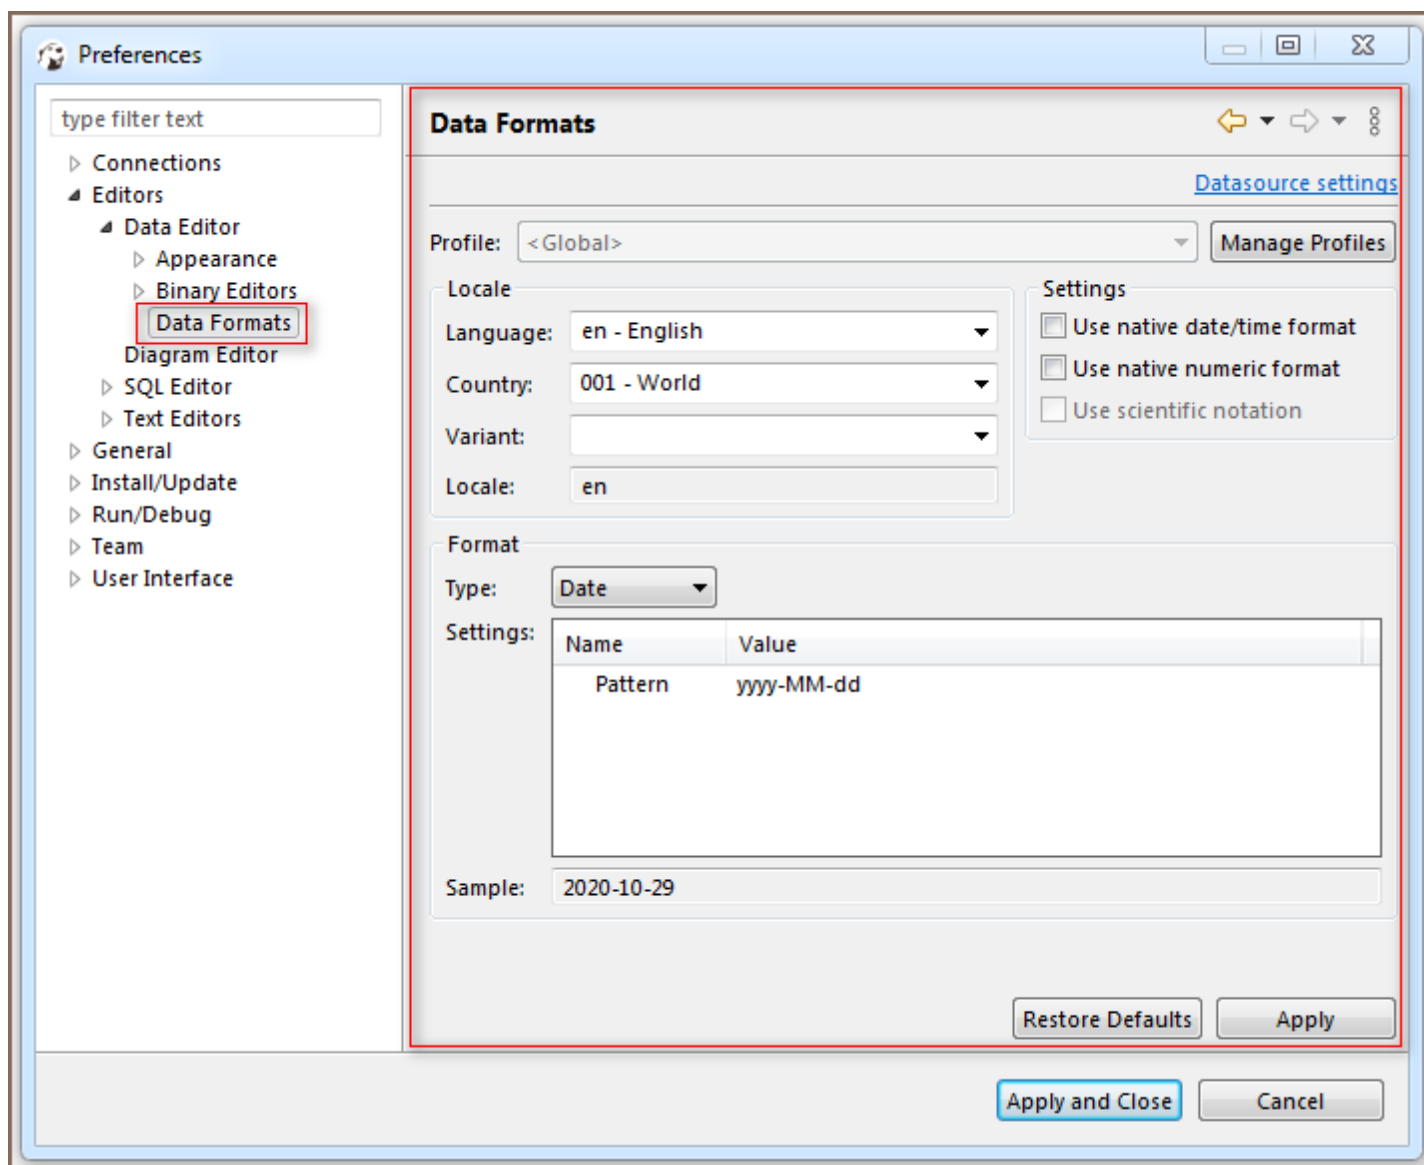 Preferences
type filter text
Connections
Editors
Data Editor
Appearance
Binary Editors
Data Formats
Diagram Editor
SQL Editor
Text Editors
General
Install/Update
Run/Debug
Team
User Interface
Data Formats
Datasource settings
Profile: <Global> Manage Profiles
Locale
Language: en - English
Country: 001 - World
Variant:
Locale: en
Settings
Use native date/time format
Use native numeric format
Use scientific notation
Format
Type: Date
Settings:
Name Value
Pattern yyyy-MM-dd
Sample: 2020-10-29
Restore Defaults Apply
Apply and Close Cancel